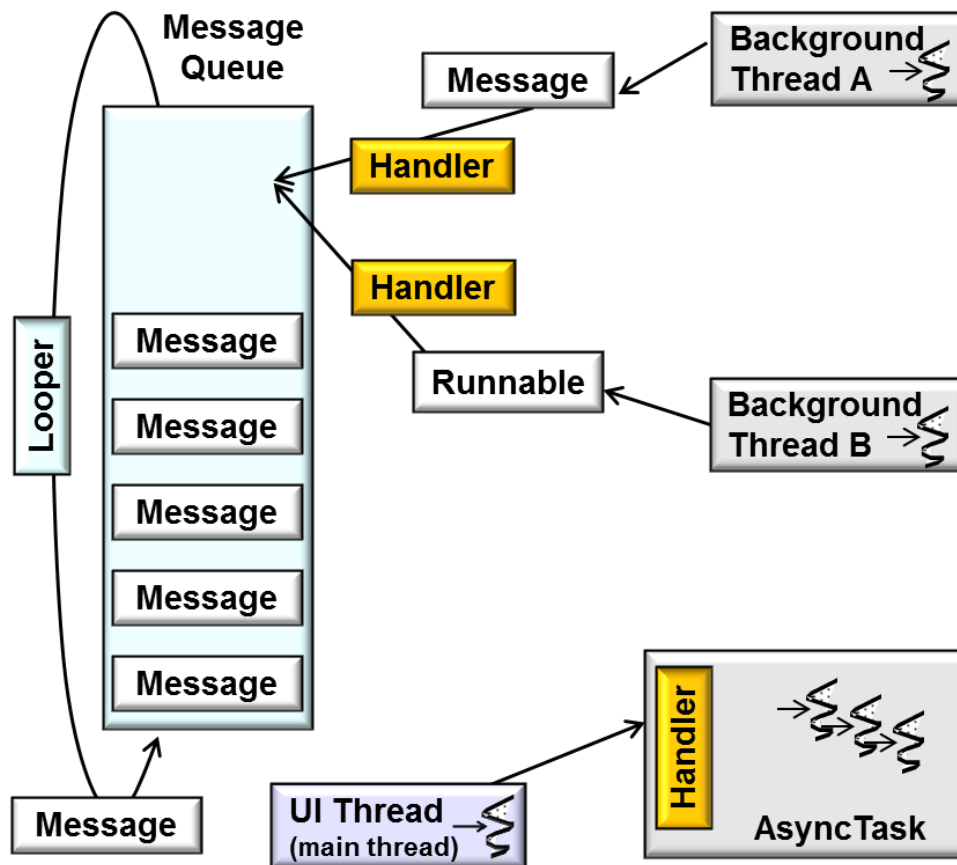 Message
Queue
Message
Handler
Background
Thread A
Handler
Runnable
Background
Thread B
Looper
Message
Message
Message
Message
Message
Message
UI Thread
(main thread)
Handler
AsyncTask